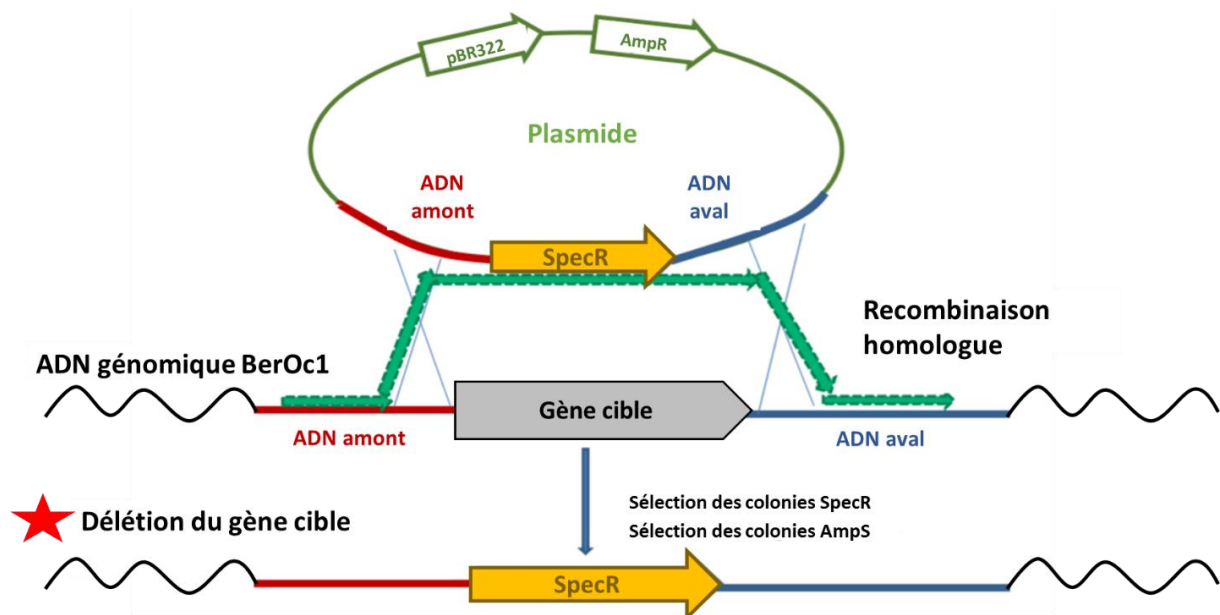 pBR322
AmpR
Plasmide
ADN
amont
ADN
aval
SpecR
Recombinaison
homologue
ADN génomique BerOc1
Gène cible
ADN amont
ADN aval
Sélection des colonies SpecR
Sélection des colonies AmpS
Délétion du gène cible
SpecR